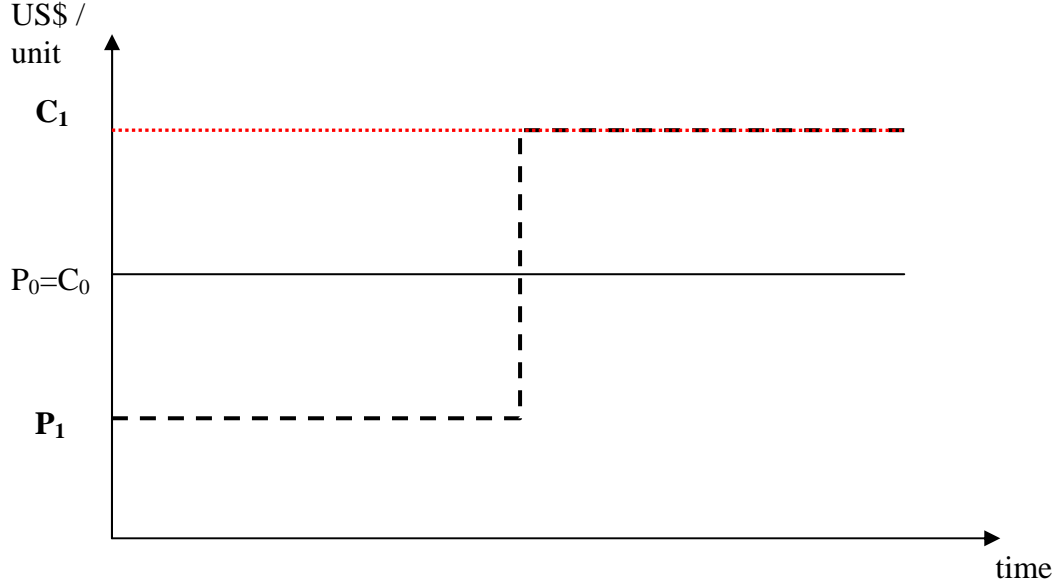 US$ /
unit
C₁
P₀=C₀
P₁
time